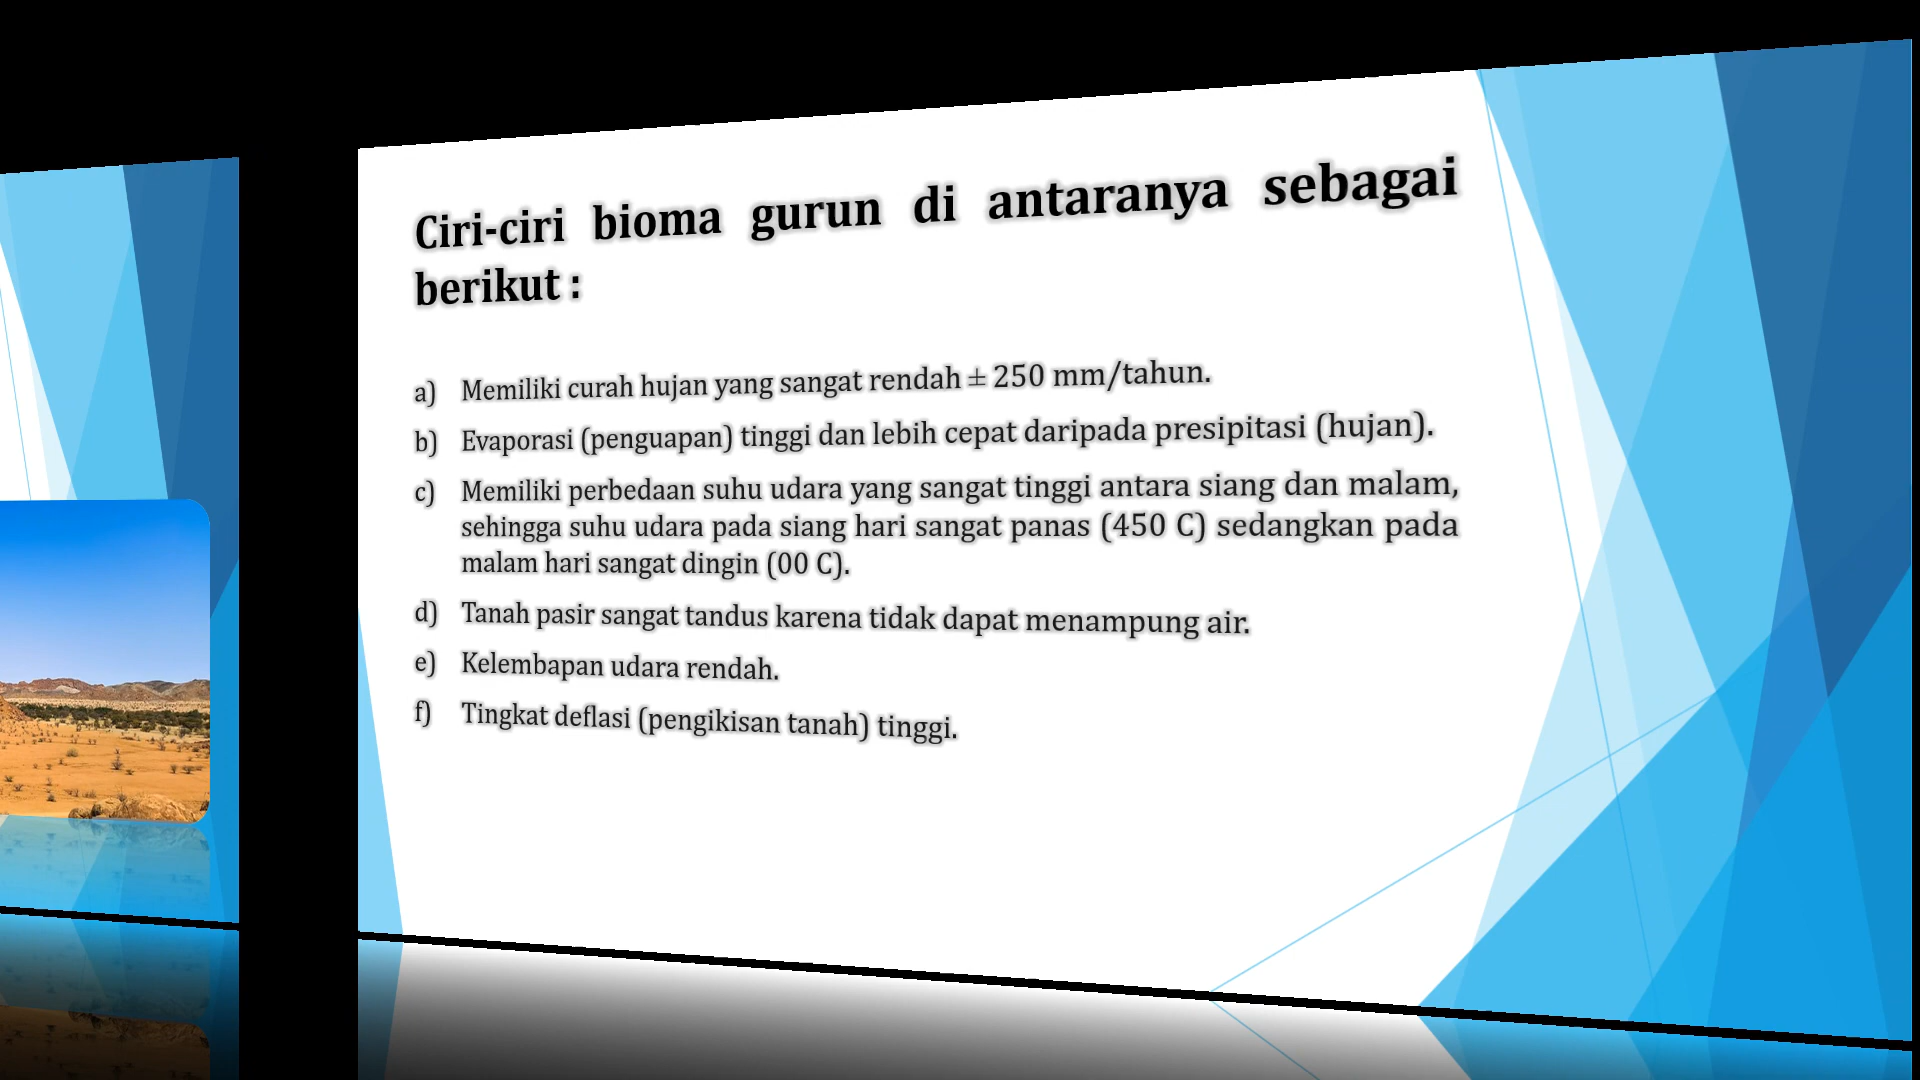 Ciri-ciri bioma gurun di antaranya sebagai
berikut :
a) Memiliki curah hujan yang sangat rendah ± 250 mm/tahun.
b) Evaporasi (penguapan) tinggi dan lebih cepat daripada presipitasi (hujan).
c) Memiliki perbedaan suhu udara yang sangat tinggi antara siang dan malam,
sehingga suhu udara pada siang hari sangat panas (450 C) sedangkan pada
malam hari sangat dingin (00 C).
d) Tanah pasir sangat tandus karena tidak dapat menampung air.
e) Kelembapan udara rendah.
f) Tingkat deflasi (pengikisan tanah) tinggi.